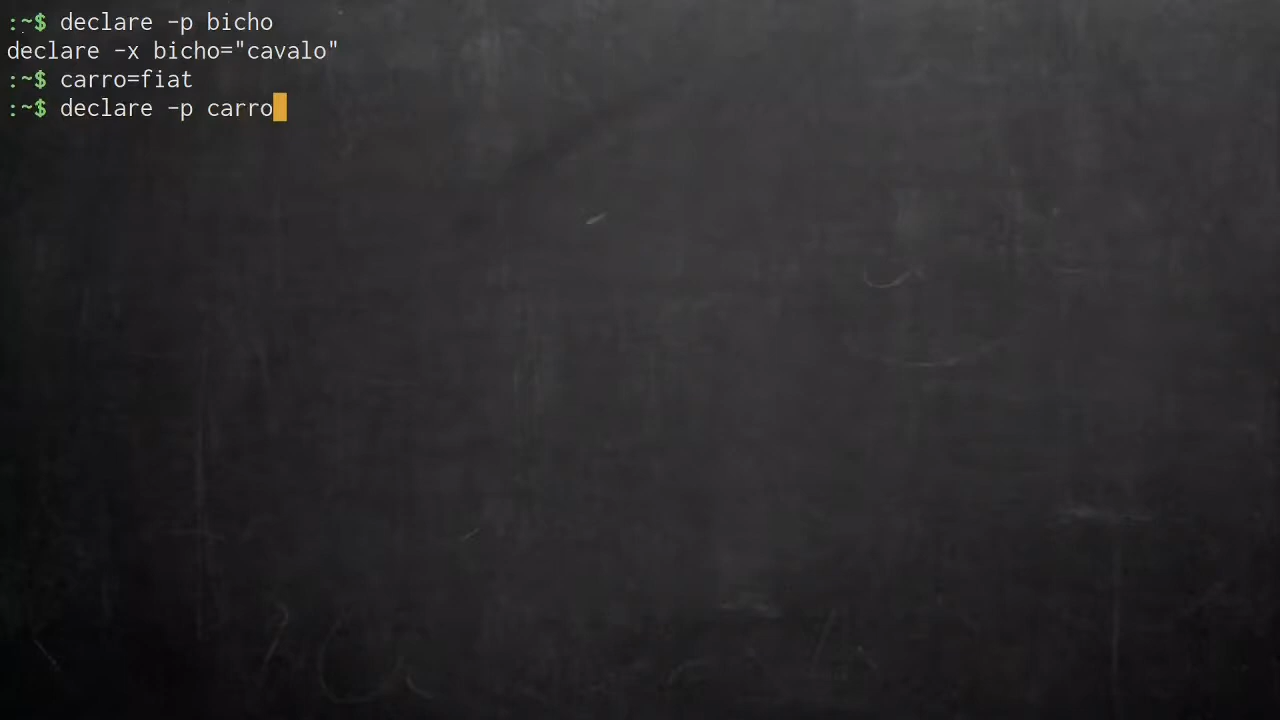 :~$ declare -p bicho
declare -x bicho="cavalo"
:~$ carro=fiat
:~$ declare -p carro